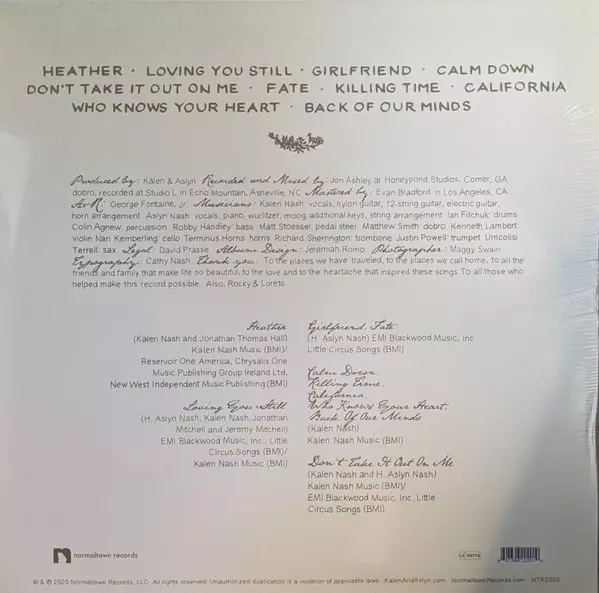 HEATHER · LOVING YOU STILL · GIRLFRIEND · CALM DOWN
DON'T TAKE IT OUT ON ME · FATE · KILLING TIME · CALIFORNIA
WHO KNOWS YOUR HEART · BACK OF OUR MINDS
Produced by: Kalen & Aslyn Recorded and Mixed by: Jon Ashley at Honeypond Studios, Comer, GA
dobro, recorded at Studio L in Echo Mountain, Asheville, NC Mastered by: Evan Bradford in Los Angeles, CA
A&R: George Fontaine, Jr. Musicians: Kalen Nash: vocals, nylon guitar, 12-string guitar, electric guitar,
horn arrangement. Aslyn Nash: vocals, piano, wurlitzer, moog, additional keys, string arrangement. Ian Fitchuk: drums
Colin Agnew: percussion. Robby Handley: bass. Matt Stoessel: pedal steel. Matthew Smith: dobro. Kenneth Lambert:
violin Nan Kemberling: cello Terminus Horns: horns Richard Sherrington: trombone Justin Powell: trumpet Umcolisi
Terrell: sax Legal: David Prasse Album Design: Jeremiah Romo Photographer: Maggy Swain
Typography: Cathy Nash Thank you: To the places we have traveled, to the places we call home, to all the
friends and family that make life so beautiful, to the love and to the heartache that inspired these songs. To all those who
helped make this record possible. Also, Rocky & Loreto.
Heather
(Kalen Nash and Jonathan Thomas Hall)
Kalen Nash Music (BMI)/
Reservoir One America, Chrysalis One
Music Publishing Group Ireland Ltd,
New West Independent Music Publishing (BMI)
Loving You Still
(H. Aslyn Nash, Kalen Nash, Jonathan
Mitchell and Jeremy Mitchell)
EMI Blackwood Music, Inc., Little
Circus Songs (BMI)/
Kalen Nash Music (BMI)
Girlfriend, Fate
(H. Aslyn Nash) EMI Blackwood Music, Inc
Little Circus Songs (BMI)
Calm Down,
Killing Time,
California,
Who Knows Your Heart,
Back Of Our Minds
(Kalen Nash)
Kalen Nash Music (BMI)
Don't Take It Out On Me
(Kalen Nash and H. Aslyn Nash)
Kalen Nash Music (BMI)/
EMI Blackwood Music, Inc, Little
Circus Songs (BMI)
normaltown records
© & ℗ 2020 Normaltown Records, LLC. All rights reserved. Unauthorized duplication is a violation of applicable laws. KalenAndAslyn.com NormaltownRecords.com NTR2020